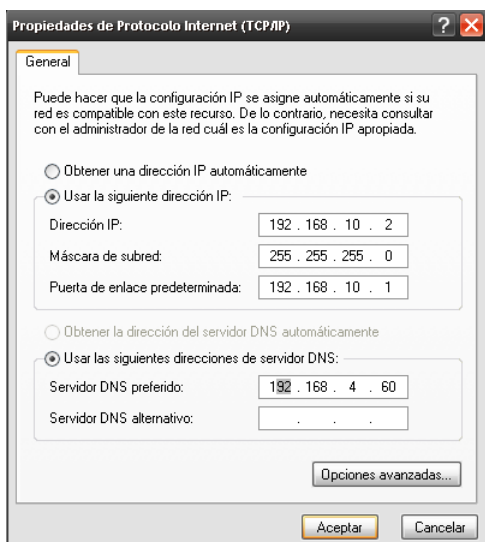 Propiedades de Protocolo Internet (TCP/IP)
General
Puede hacer que la configuración IP se asigne automáticamente si su
red es compatible con este recurso. De lo contrario, necesita consultar
con el administrador de la red cuál es la configuración IP apropiada.
Obtener una dirección IP automáticamente
Usar la siguiente dirección IP:
Dirección IP: 192 . 168 . 10 . 2
Máscara de subred: 255 . 255 . 255 . 0
Puerta de enlace predeterminada: 192 . 168 . 10 . 1
Obtener la dirección del servidor DNS automáticamente
Usar las siguientes direcciones de servidor DNS:
Servidor DNS preferido: 192 . 168 . 4 . 60
Servidor DNS alternativo: . . .
Opciones avanzadas...
Aceptar Cancelar